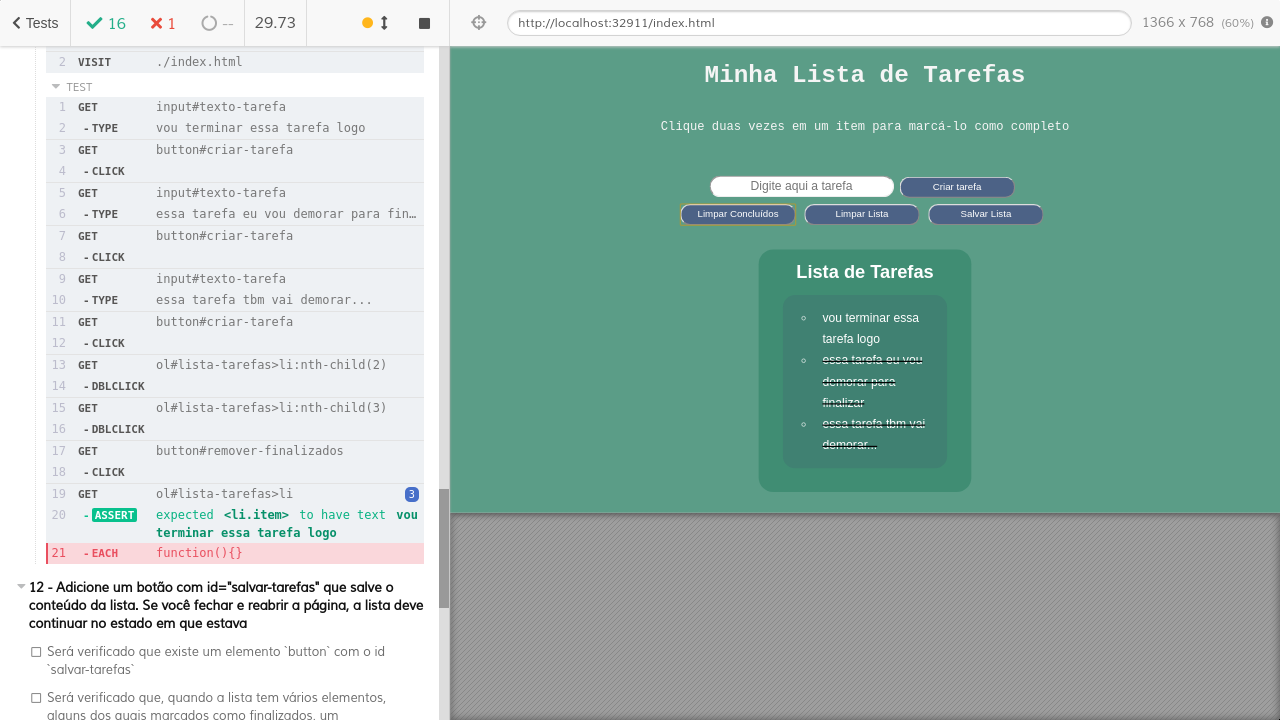 Tests
16
1
--
29.73
http://localhost:32911/index.html
1366 x 768 (60%)
2 VISIT ./index.html
TEST
1 GET input#texto-tarefa
2 - TYPE vou terminar essa tarefa logo
3 GET button#criar-tarefa
4 - CLICK
5 GET input#texto-tarefa
6 - TYPE essa tarefa eu vou demorar para fin…
7 GET button#criar-tarefa
8 - CLICK
9 GET input#texto-tarefa
10 - TYPE essa tarefa tbm vai demorar...
11 GET button#criar-tarefa
12 - CLICK
13 GET ol#lista-tarefas>li:nth-child(2)
14 - DBLCLICK
15 GET ol#lista-tarefas>li:nth-child(3)
16 - DBLCLICK
17 GET button#remover-finalizados
18 - CLICK
19 GET ol#lista-tarefas>li 3
20 - ASSERT expected <li.item> to have text vou
terminar essa tarefa logo
21 - EACH function(){}
12 - Adicione um botão com id="salvar-tarefas" que salve o
conteúdo da lista. Se você fechar e reabrir a página, a lista deve
continuar no estado em que estava
Será verificado que existe um elemento `button` com o id
`salvar-tarefas`
Será verificado que, quando a lista tem vários elementos,
alguns dos quais marcados como finalizados, um
Minha Lista de Tarefas
Clique duas vezes em um item para marcá-lo como completo
Digite aqui a tarefa
Criar tarefa
Limpar Concluídos
Limpar Lista
Salvar Lista
Lista de Tarefas
vou terminar essa
tarefa logo
essa tarefa eu vou
demorar para
finalizar
essa tarefa tbm vai
demorar...